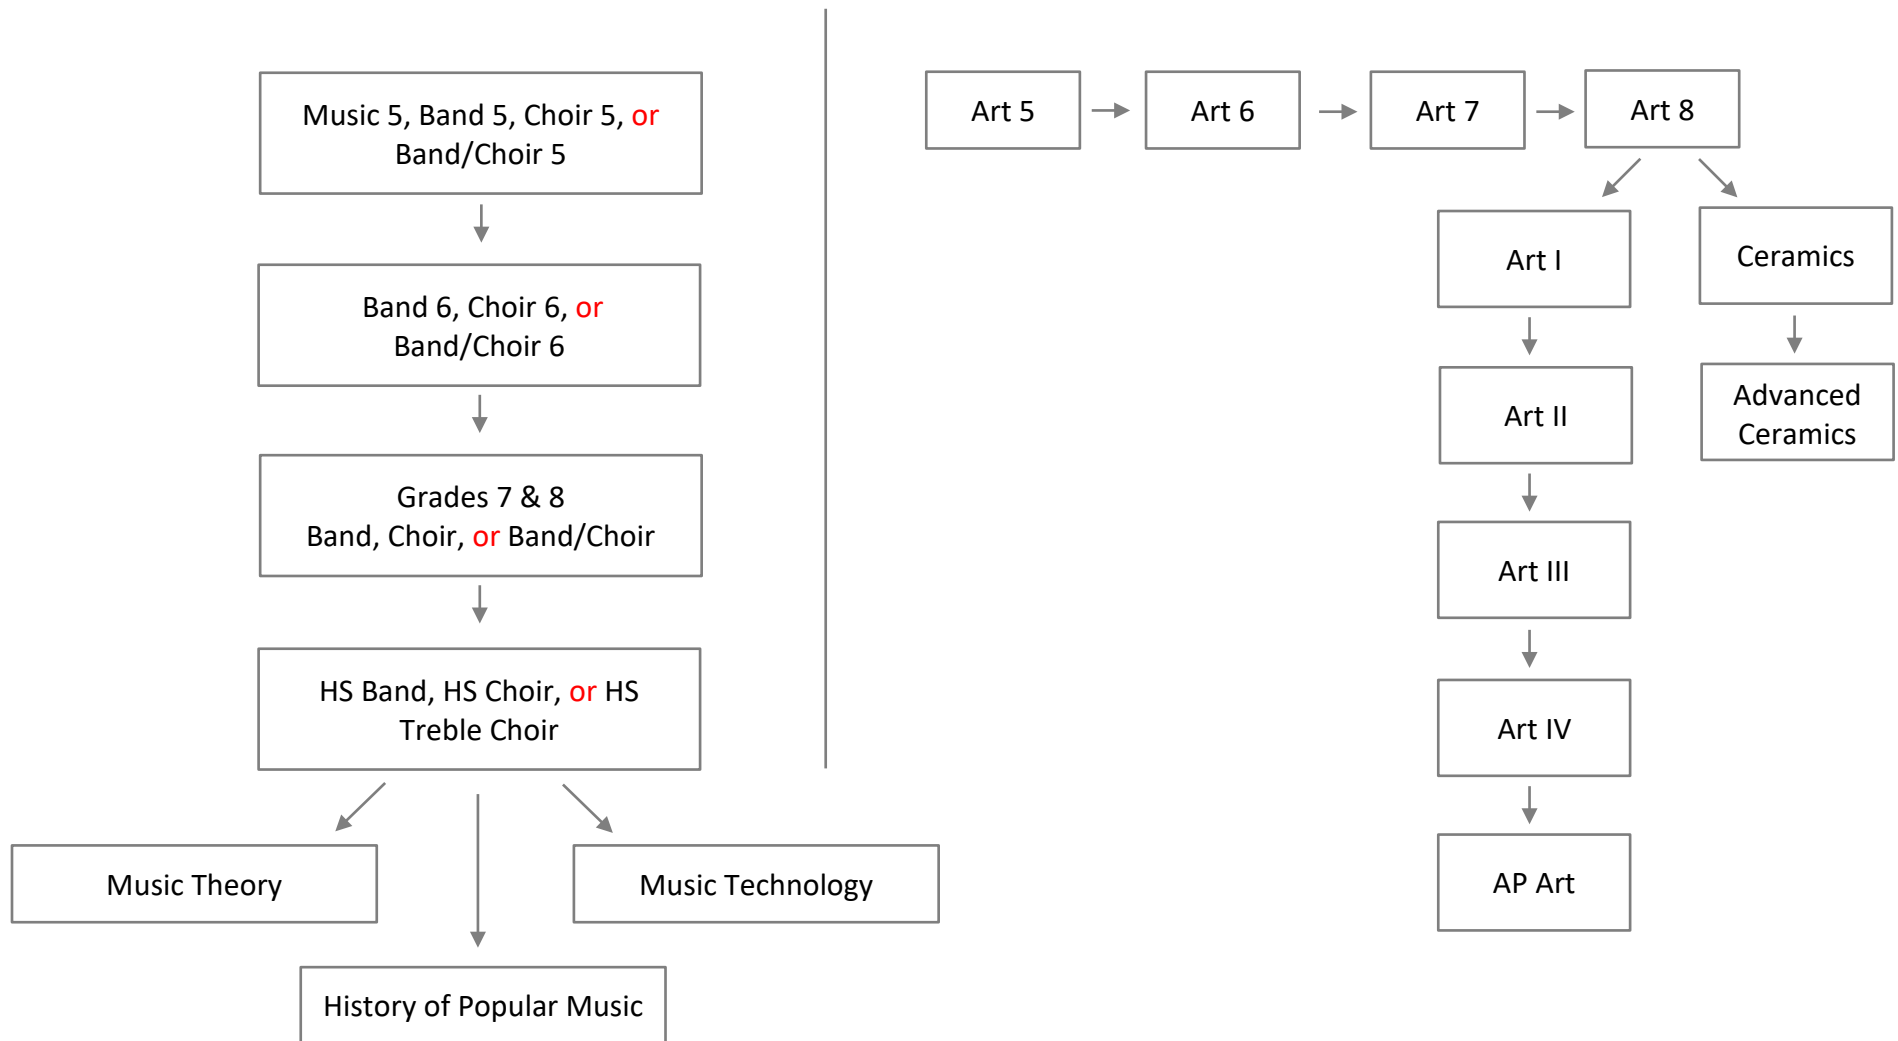 Music 5, Band 5, Choir 5, or
Band/Choir 5
Band 6, Choir 6, or
Band/Choir 6
Grades 7 & 8
Band, Choir, or Band/Choir
HS Band, HS Choir, or HS
Treble Choir
Music Theory
Music Technology
History of Popular Music
Art 5
Art 6
Art 7
Art 8
Art I
Ceramics
Art II
Advanced
Ceramics
Art III
Art IV
AP Art